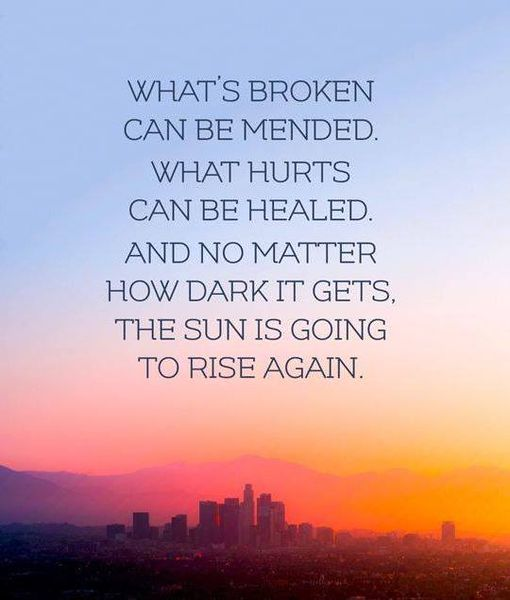 WHAT'S BROKEN
CAN BE MENDED.
WHAT HURTS
CAN BE HEALED.
AND NO MATTER
HOW DARK IT GETS,
THE SUN IS GOING
TO RISE AGAIN.